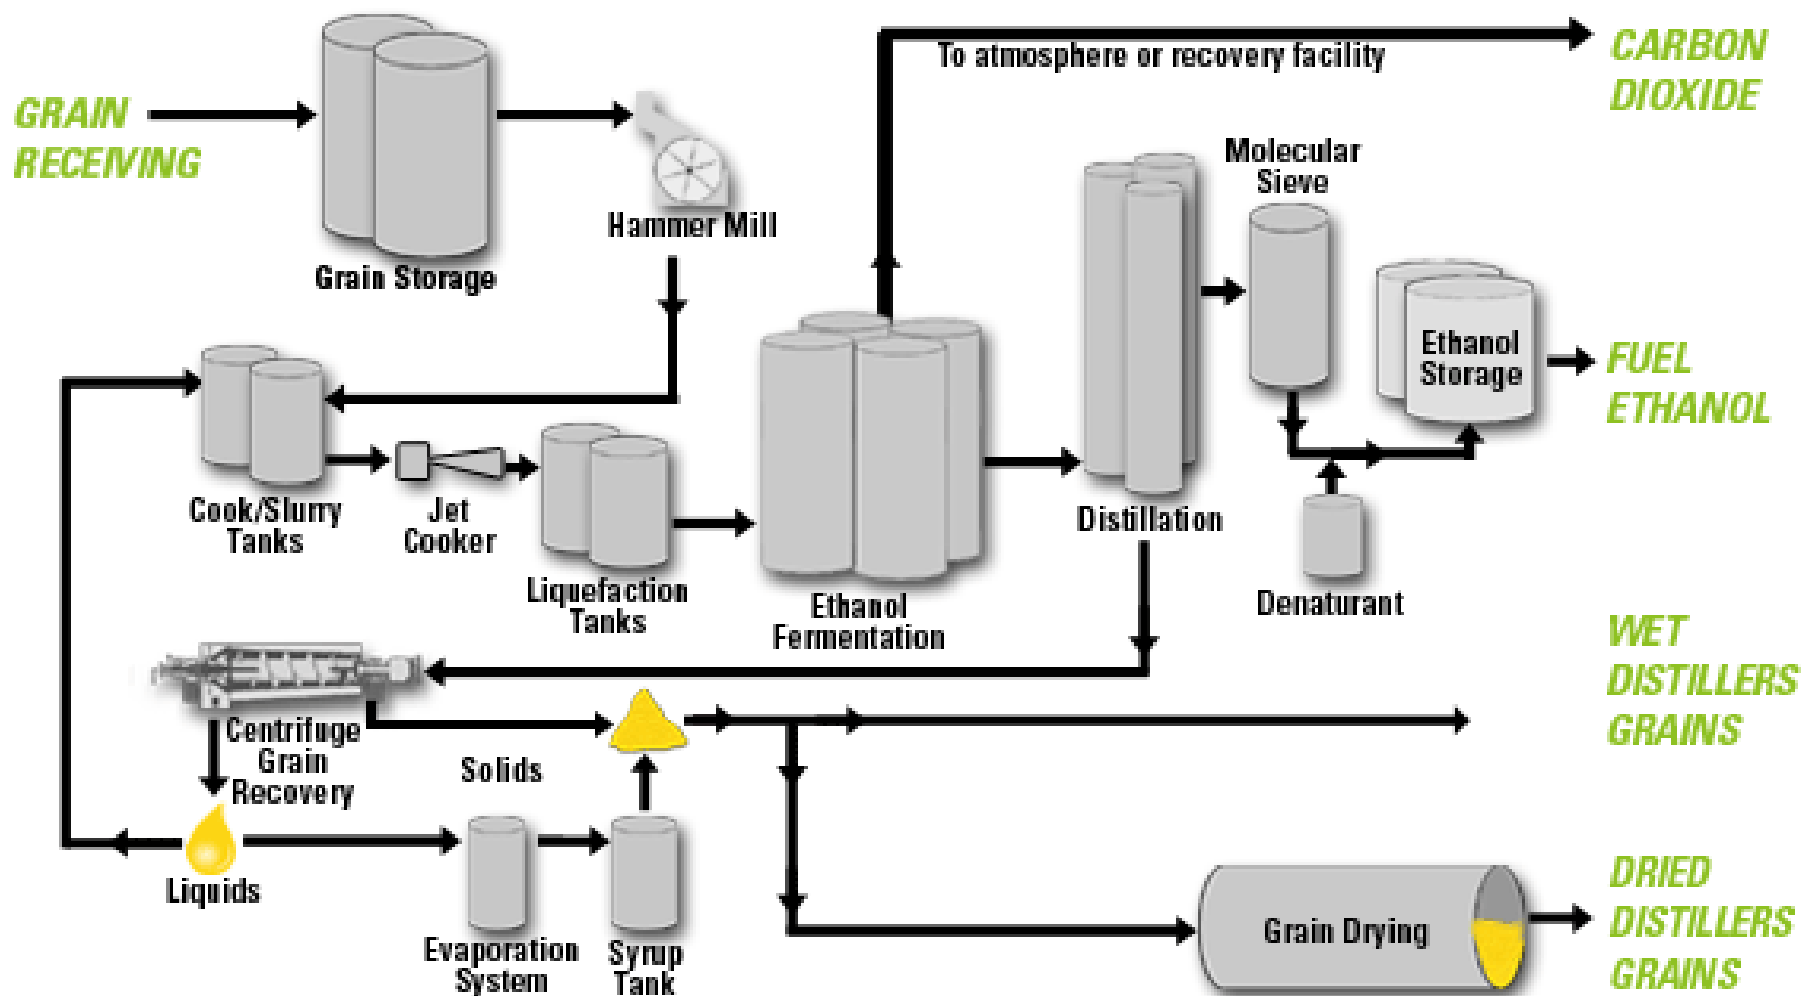 To atmosphere or recovery facility
CARBON
DIOXIDE
GRAIN
RECEIVING
Grain Storage
Hammer Mill
Molecular
Sieve
Ethanol
Storage
FUEL
ETHANOL
Cook/Slurry
Tanks
Jet
Cooker
Liquefaction
Tanks
Ethanol
Fermentation
Distillation
Denaturant
WET
DISTILLERS
GRAINS
Centrifuge
Grain
Recovery
Solids
Liquids
Evaporation
System
Syrup
Tank
Grain Drying
DRIED
DISTILLERS
GRAINS